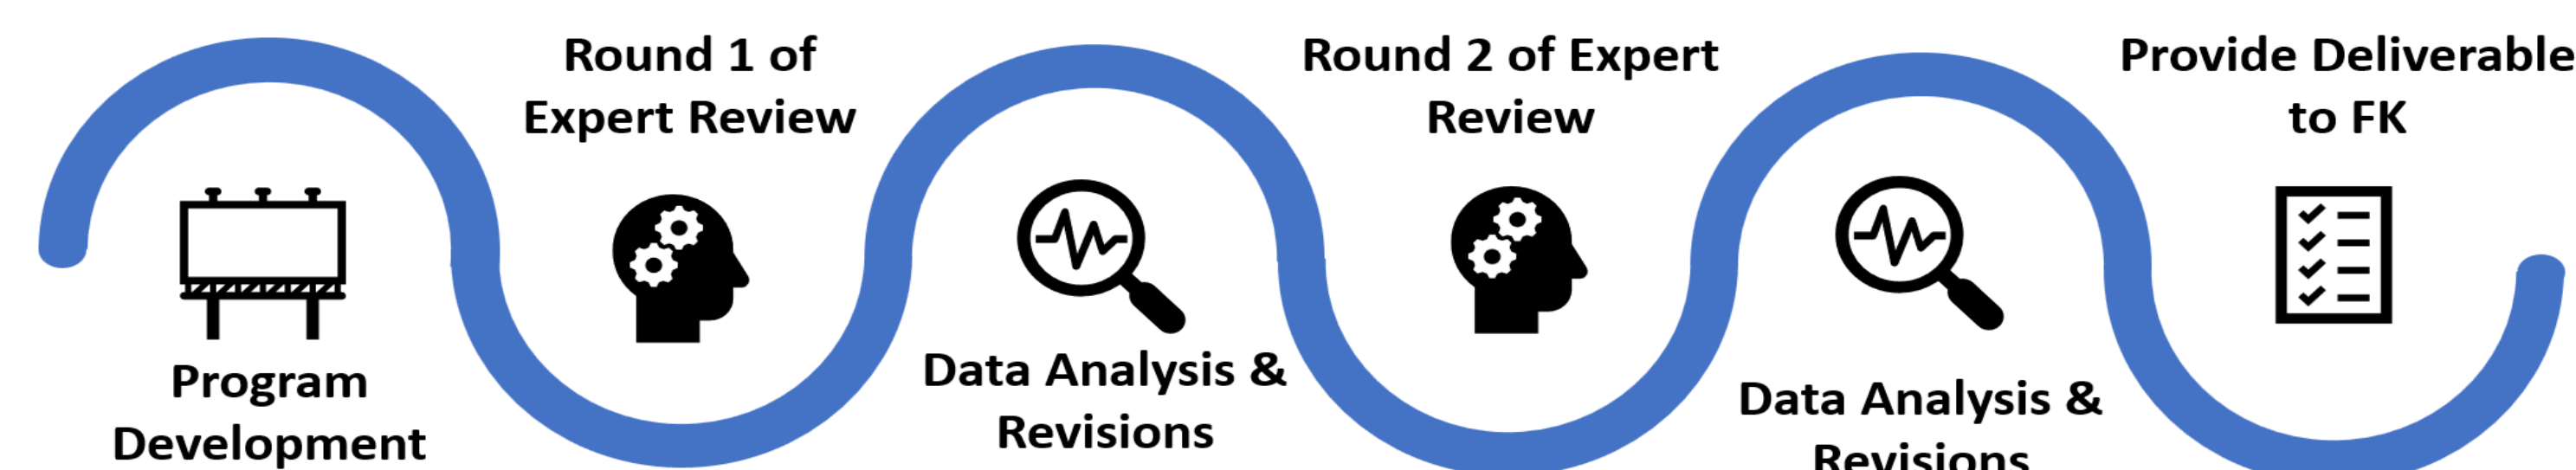 Program
Development
Round 1 of
Expert Review
Data Analysis &
Revisions
Round 2 of Expert
Review
Data Analysis &
Revisions
Provide Deliverable
to FK